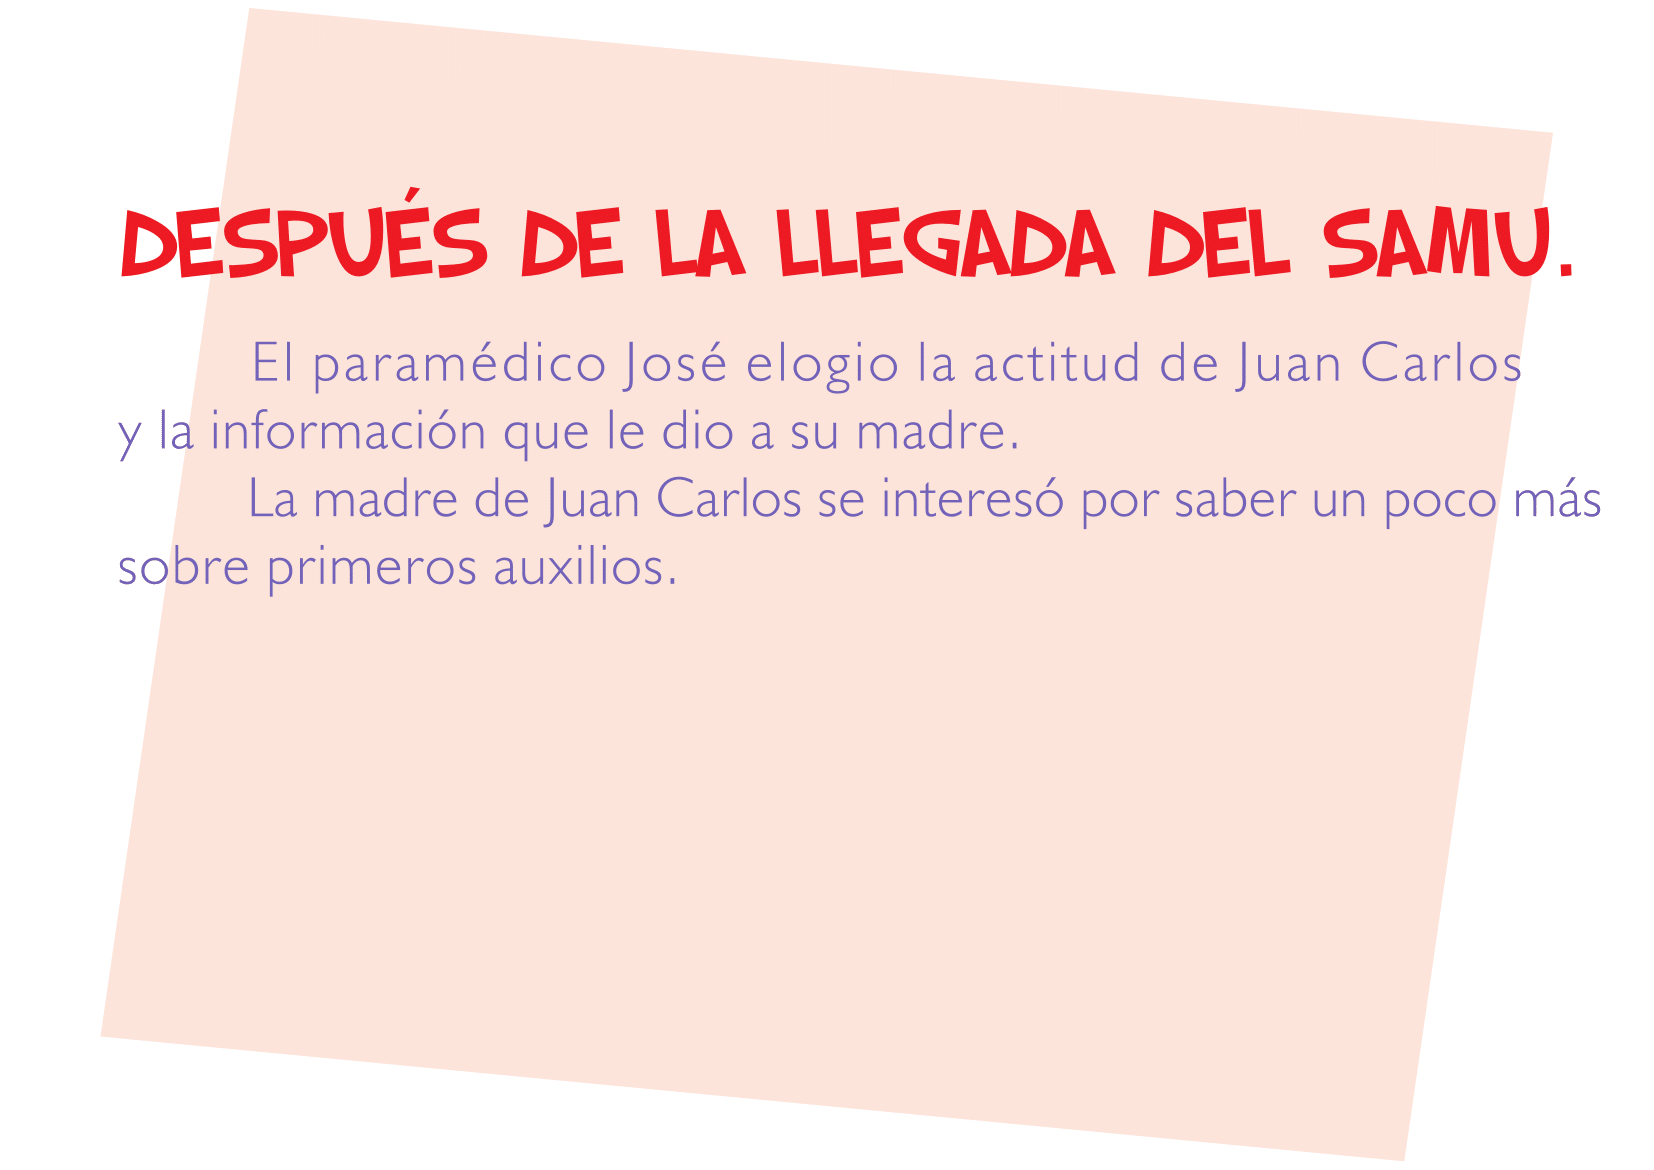 DESPUÉS DE LA LLEGADA DEL SAMU.
El paramédico José elogio la actitud de Juan Carlos
y la información que le dio a su madre.
La madre de Juan Carlos se interesó por saber un poco más
sobre primeros auxilios.